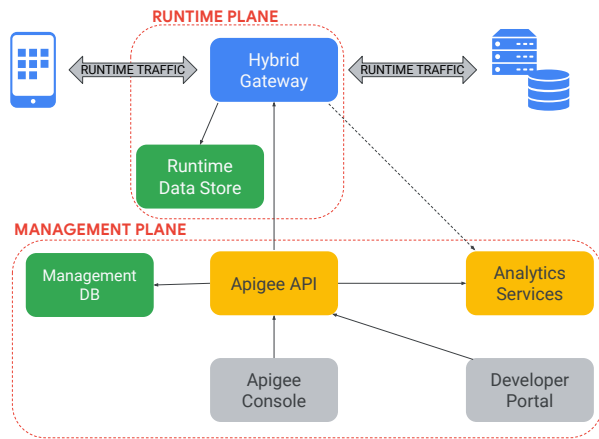 RUNTIME PLANE
RUNTIME TRAFFIC
Hybrid
Gateway
RUNTIME TRAFFIC
Runtime
Data Store
MANAGEMENT PLANE
Management
DB
Apigee API
Analytics
Services
Apigee
Console
Developer
Portal